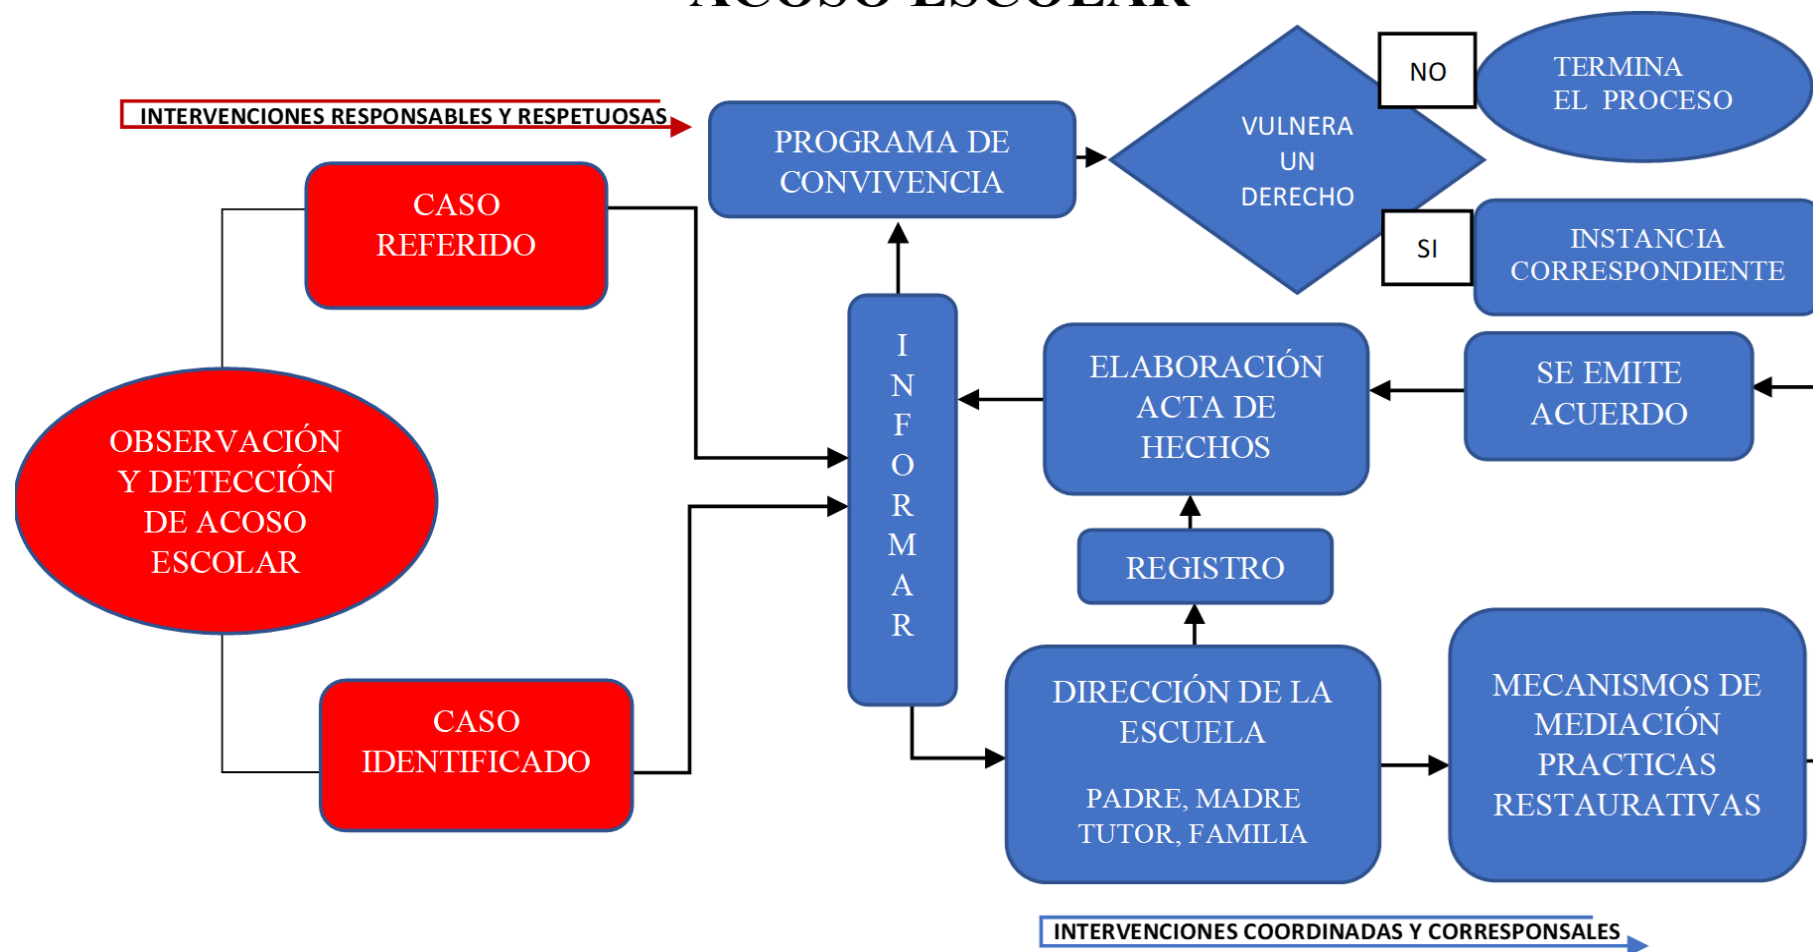 ACOSO ESCOLAR
INTERVENCIONES RESPONSABLES Y RESPETUOSAS
PROGRAMA DE
CONVIVENCIA
VULNERA
UN
DERECHO
NO
TERMINA
EL PROCESO
SI
INSTANCIA
CORRESPONDIENTE
CASO
REFERIDO
OBSERVACIÓN
Y DETECCIÓN
DE ACOSO
ESCOLAR
CASO
IDENTIFICADO
I
N
F
O
R
M
A
R
ELABORACIÓN
ACTA DE
HECHOS
SE EMITE
ACUERDO
REGISTRO
DIRECCIÓN DE LA
ESCUELA
PADRE, MADRE
TUTOR, FAMILIA
MECANISMOS DE
MEDIACIÓN
PRACTICAS
RESTAURATIVAS
INTERVENCIONES COORDINADAS Y CORRESPONSALES